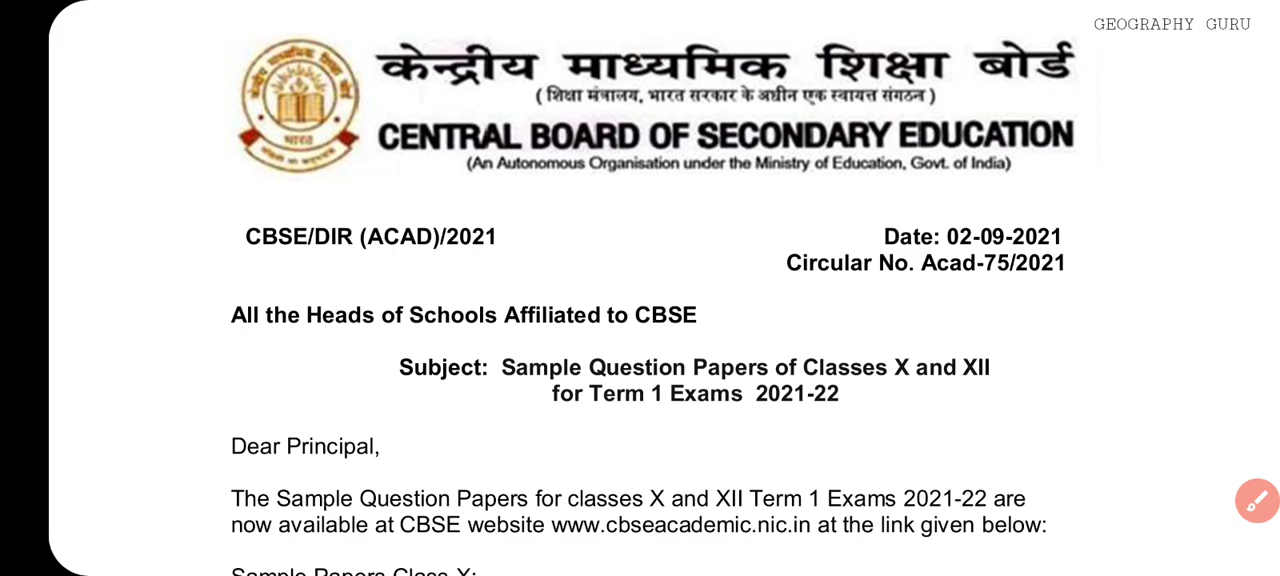 GEOGRAPHY GURU
केन्द्रीय माध्यमिक शिक्षा बोर्ड
( शिक्षा मंत्रालय, भारत सरकार के अधीन एक स्वायत्त संगठन )
भारत
CENTRAL BOARD OF SECONDARY EDUCATION
(An Autonomous Organisation under the Ministry of Education, Govt. of India)
CBSE/DIR (ACAD)/2021 Date: 02-09-2021
Circular No. Acad-75/2021
All the Heads of Schools Affiliated to CBSE
Subject: Sample Question Papers of Classes X and XII
for Term 1 Exams 2021-22
Dear Principal,
The Sample Question Papers for classes X and XII Term 1 Exams 2021-22 are
now available at CBSE website www.cbseacademic.nic.in at the link given below:
Sample Papers Class X: